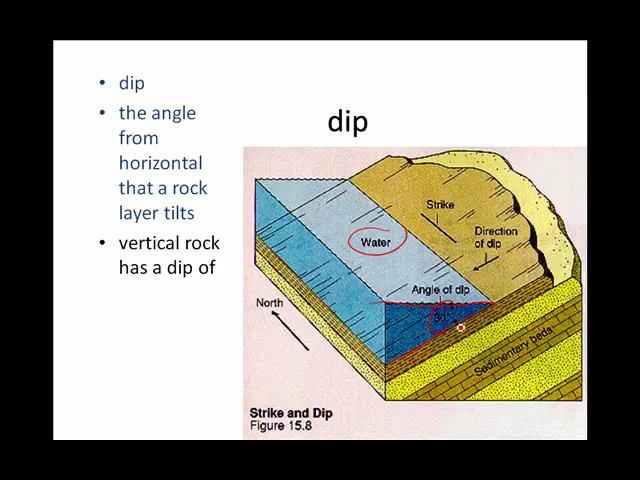 dip
the angle
from
horizontal
that a rock
layer tilts
vertical rock
has a dip of
dip
Strike
Water
Direction
of dip
Angle of dip
30°
North
Sedimentary beds
Strike and Dip
Figure 15.8